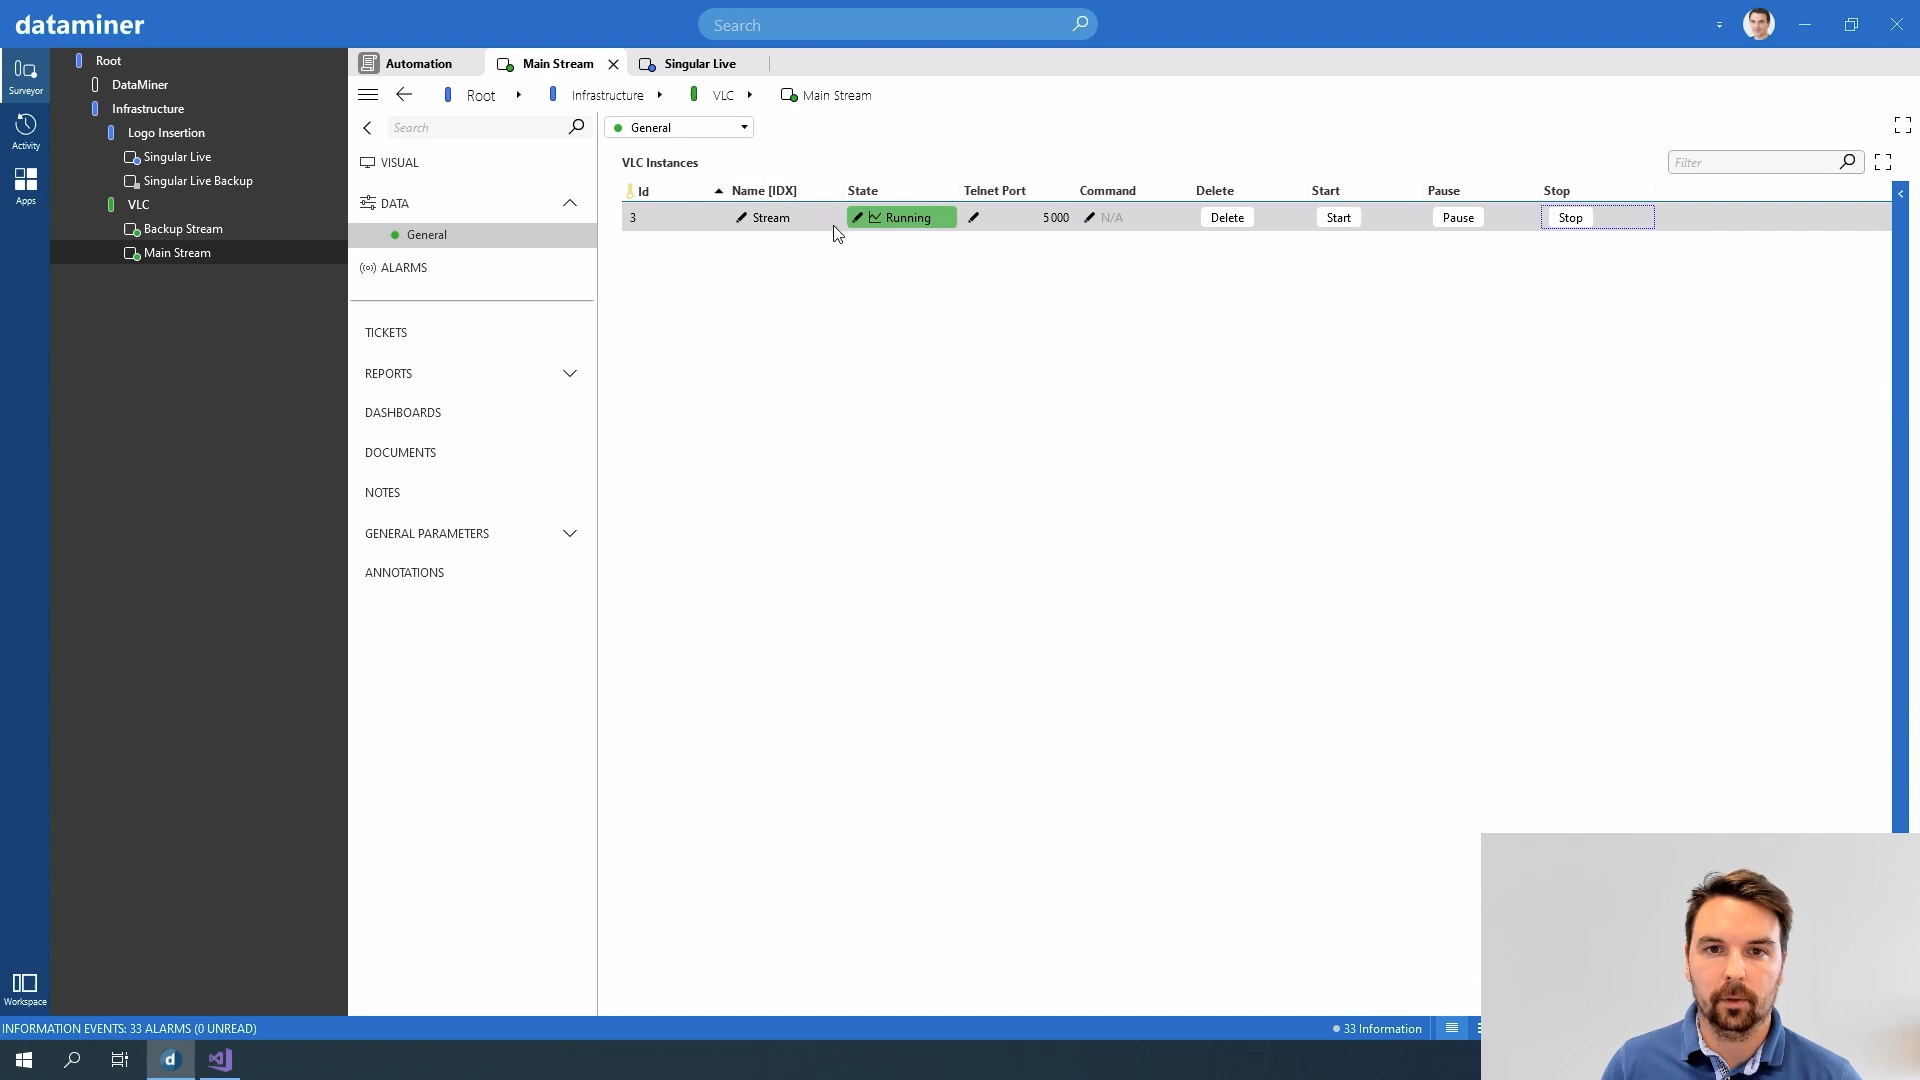 dataminer
Search
Surveyor
Activity
Apps
Workspace
Root
DataMiner
Infrastructure
Logo Insertion
Singular Live
Singular Live Backup
VLC
Backup Stream
Main Stream
Automation
Main Stream
Singular Live
Root
Infrastructure
VLC
Main Stream
Search
VISUAL
DATA
General
ALARMS
TICKETS
REPORTS
DASHBOARDS
DOCUMENTS
NOTES
GENERAL PARAMETERS
ANNOTATIONS
General
VLC Instances
Filter
Id Name [IDX] State Telnet Port Command Delete Start Pause Stop
3 Stream Running 5000 N/A Delete Start Pause Stop
INFORMATION EVENTS: 33 ALARMS (0 UNREAD)
33 Information
d